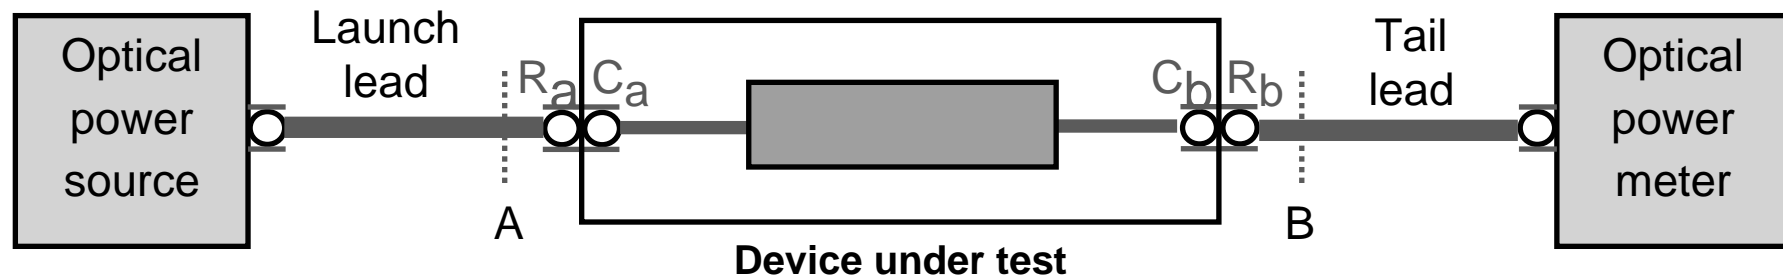 Optical
power
source
Launch
lead
A
Ra
Ca
Cb
Rb
B
Tail
lead
Optical
power
meter
Device under test